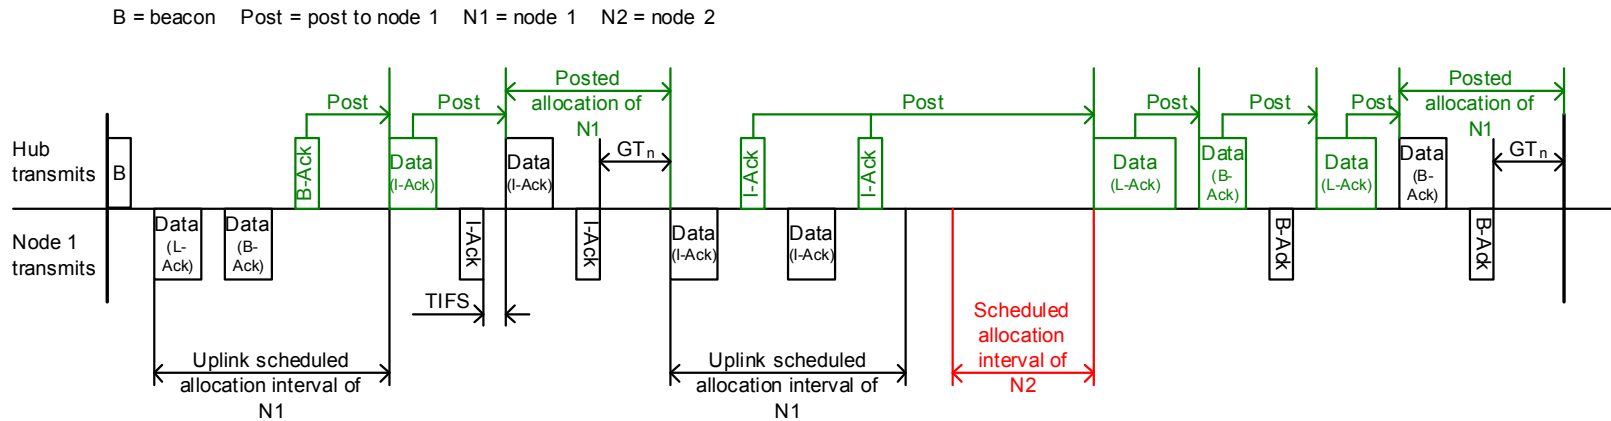 B = beacon Post = post to node 1 N1 = node 1 N2 = node 2
Hub
transmits
Node 1
transmits
B
Data
(L-
Ack)
Data
(B-
Ack)
B-Ack
Post
Data
(I-Ack)
Post
I-Ack
TIFS
Uplink scheduled
allocation interval of
N1
Posted
allocation of
N1
Data
(I-Ack)
I-Ack
GTn
Data
(I-Ack)
I-Ack
Data
(I-Ack)
I-Ack
Post
Uplink scheduled
allocation interval of
N1
Scheduled
allocation
interval of
N2
Data
(L-Ack)
Post
Data
(B-
Ack)
Post
B-Ack
Data
(L-Ack)
Post
Posted
allocation of
N1
Data
(B-
Ack)
B-Ack
GTn